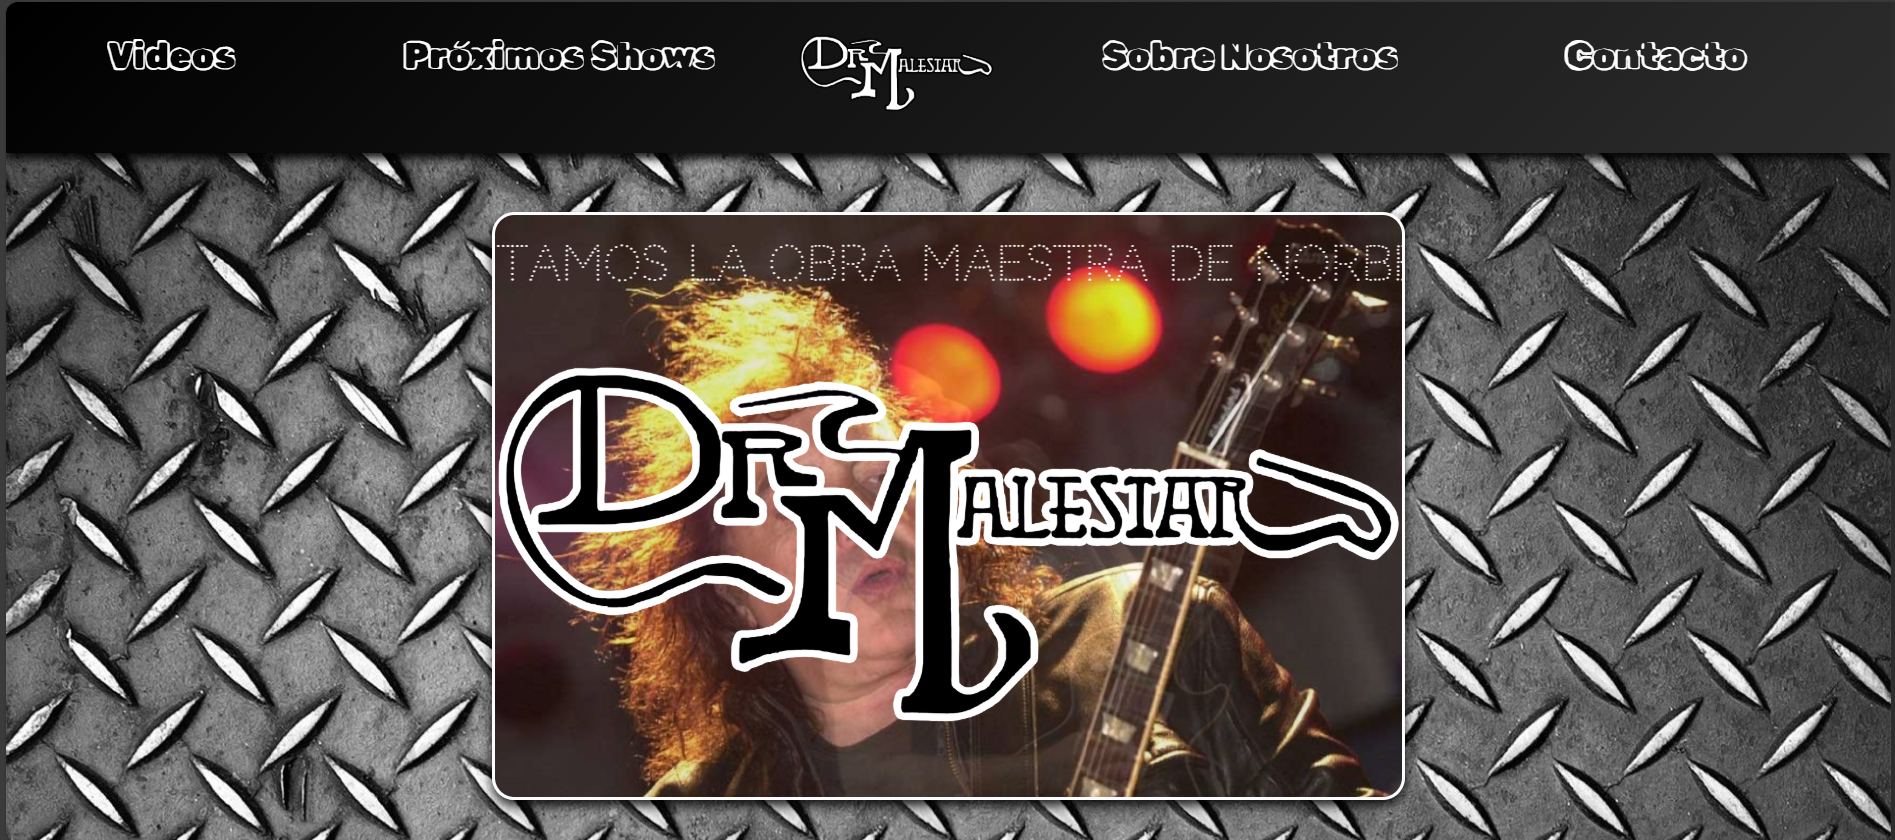 Videos
Próximos Shows
DR MALESTAR
Sobre Nosotros
Contacto
TAMOS LA OBRA MAESTRA DE NORB
DR MALESTAR